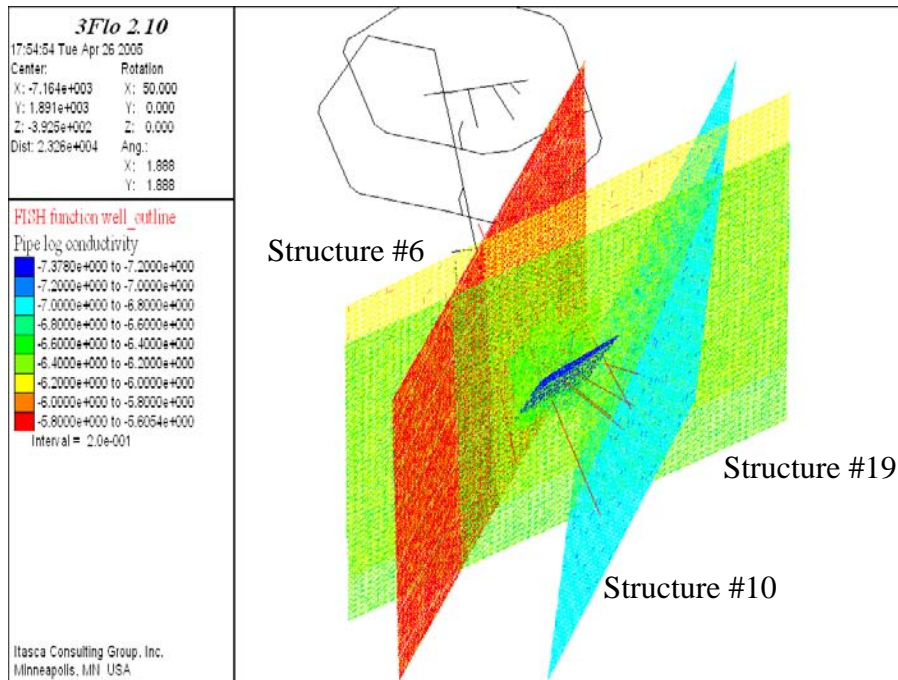 3Flo 2.10
17:54:54 Tue Apr 26 2005
Center: Rotation
X: -7.164e+003 X: 50.000
Y: 1.891e+003 Y: 0.000
Z: -3.925e+002 Z: 0.000
Dist: 2.326e+004 Ang.:
X: 1.888
Y: 1.888
FISH function well_outline
Pipe log conductivity
-7.3780e+000 to -7.2000e+000
-7.2000e+000 to -7.0000e+000
-7.0000e+000 to -6.8000e+000
-6.8000e+000 to -6.6000e+000
-6.6000e+000 to -6.4000e+000
-6.4000e+000 to -6.2000e+000
-6.2000e+000 to -6.0000e+000
-6.0000e+000 to -5.8000e+000
-5.8000e+000 to -5.6054e+000
Interval = 2.0e-001
Structure #6
Structure #19
Structure #10
Itasca Consulting Group, Inc.
Minneapolis, MN USA